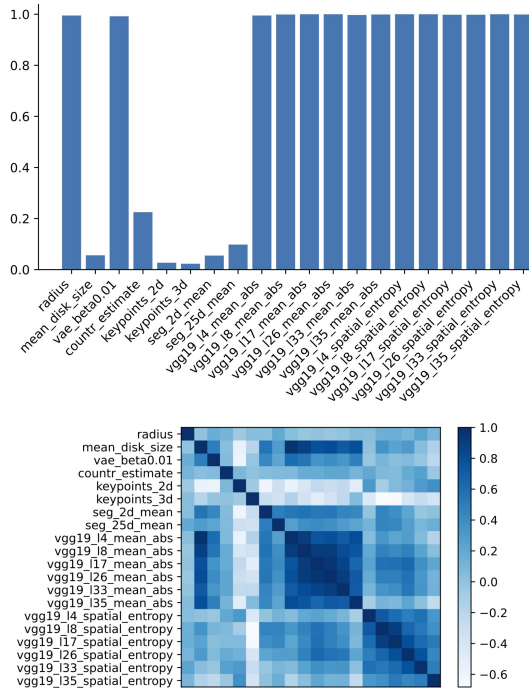 1.0
0.8
0.6
0.4
0.2
0.0
radius
mean_disk_size
vae_beta0.01
countr_estimate
keypoints_2d
keypoints_3d
seg_2d_mean
seg_25d_mean
vgg19_l4_mean_abs
vgg19_l8_mean_abs
vgg19_l17_mean_abs
vgg19_l26_mean_abs
vgg19_l33_mean_abs
vgg19_l35_mean_abs
vgg19_l4_spatial_entropy
vgg19_l8_spatial_entropy
vgg19_l17_spatial_entropy
vgg19_l26_spatial_entropy
vgg19_l33_spatial_entropy
vgg19_l35_spatial_entropy
radius
mean_disk_size
vae_beta0.01
countr_estimate
keypoints_2d
keypoints_3d
seg_2d_mean
seg_25d_mean
vgg19_l4_mean_abs
vgg19_l8_mean_abs
vgg19_l17_mean_abs
vgg19_l26_mean_abs
vgg19_l33_mean_abs
vgg19_l35_mean_abs
vgg19_l4_spatial_entropy
vgg19_l8_spatial_entropy
vgg19_l17_spatial_entropy
vgg19_l26_spatial_entropy
vgg19_l33_spatial_entropy
vgg19_l35_spatial_entropy
1.0
0.8
0.6
0.4
0.2
0.0
−0.2
−0.4
−0.6